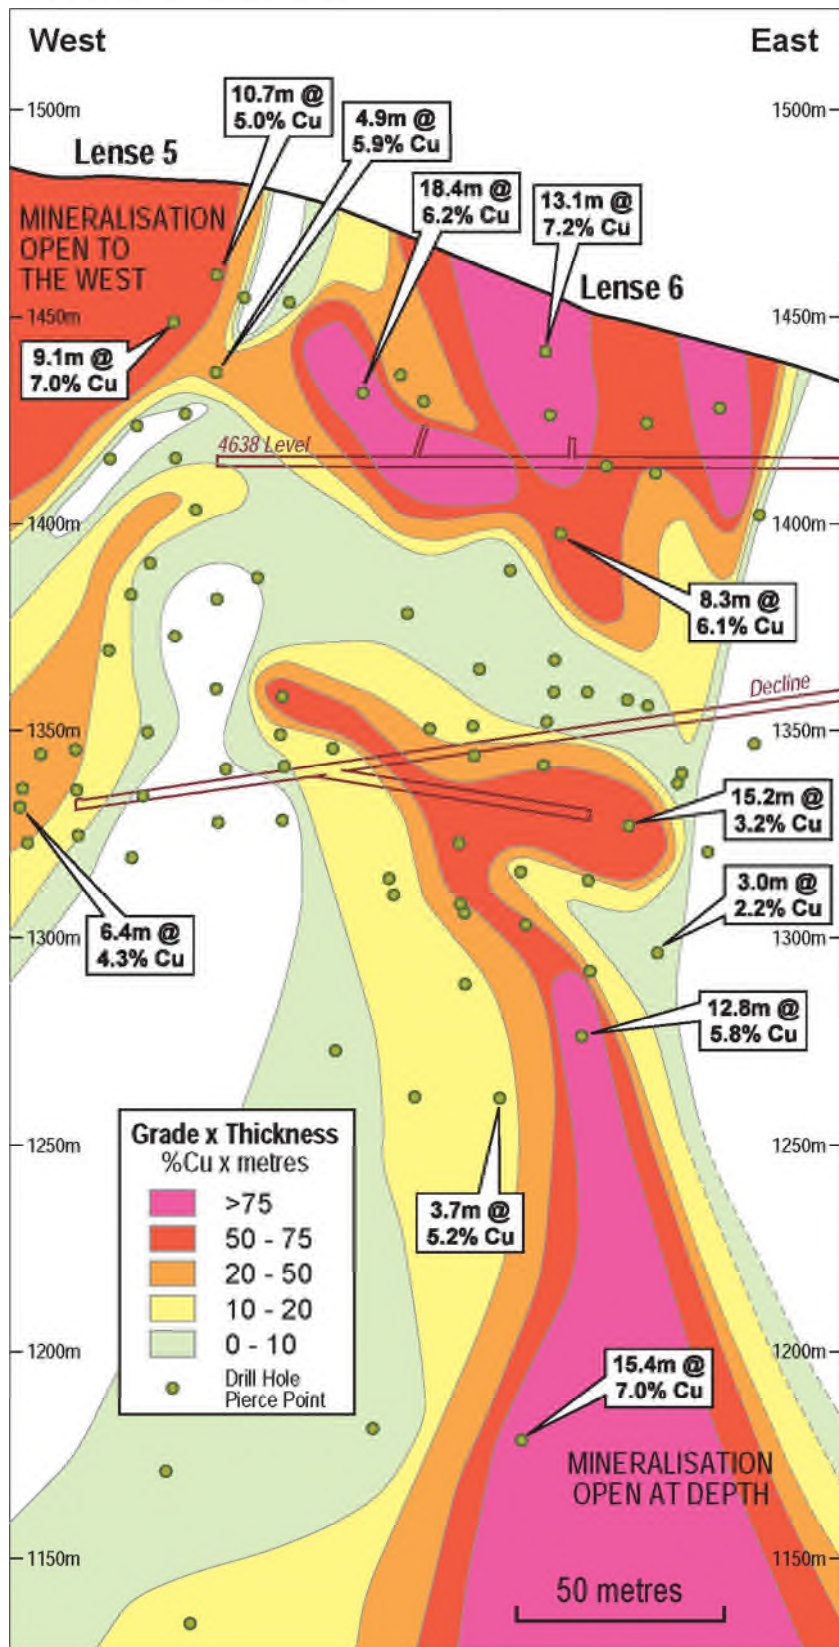 West
East
1500m
1500m
10.7m @
5.0% Cu
4.9m @
5.9% Cu
Lense 5
18.4m @
6.2% Cu
13.1m @
7.2% Cu
MINERALISATION
OPEN TO
THE WEST
Lense 6
1450m
1450m
9.1m @
7.0% Cu
4638 Level
1400m
1400m
8.3m @
6.1% Cu
Decline
1350m
1350m
15.2m @
3.2% Cu
3.0m @
2.2% Cu
6.4m @
4.3% Cu
1300m
1300m
12.8m @
5.8% Cu
Grade x Thickness
%Cu x metres
>75
50 - 75
20 - 50
10 - 20
0 - 10
Drill Hole
Pierce Point
1250m
1250m
3.7m @
5.2% Cu
1200m
1200m
15.4m @
7.0% Cu
MINERALISATION
OPEN AT DEPTH
1150m
1150m
50 metres